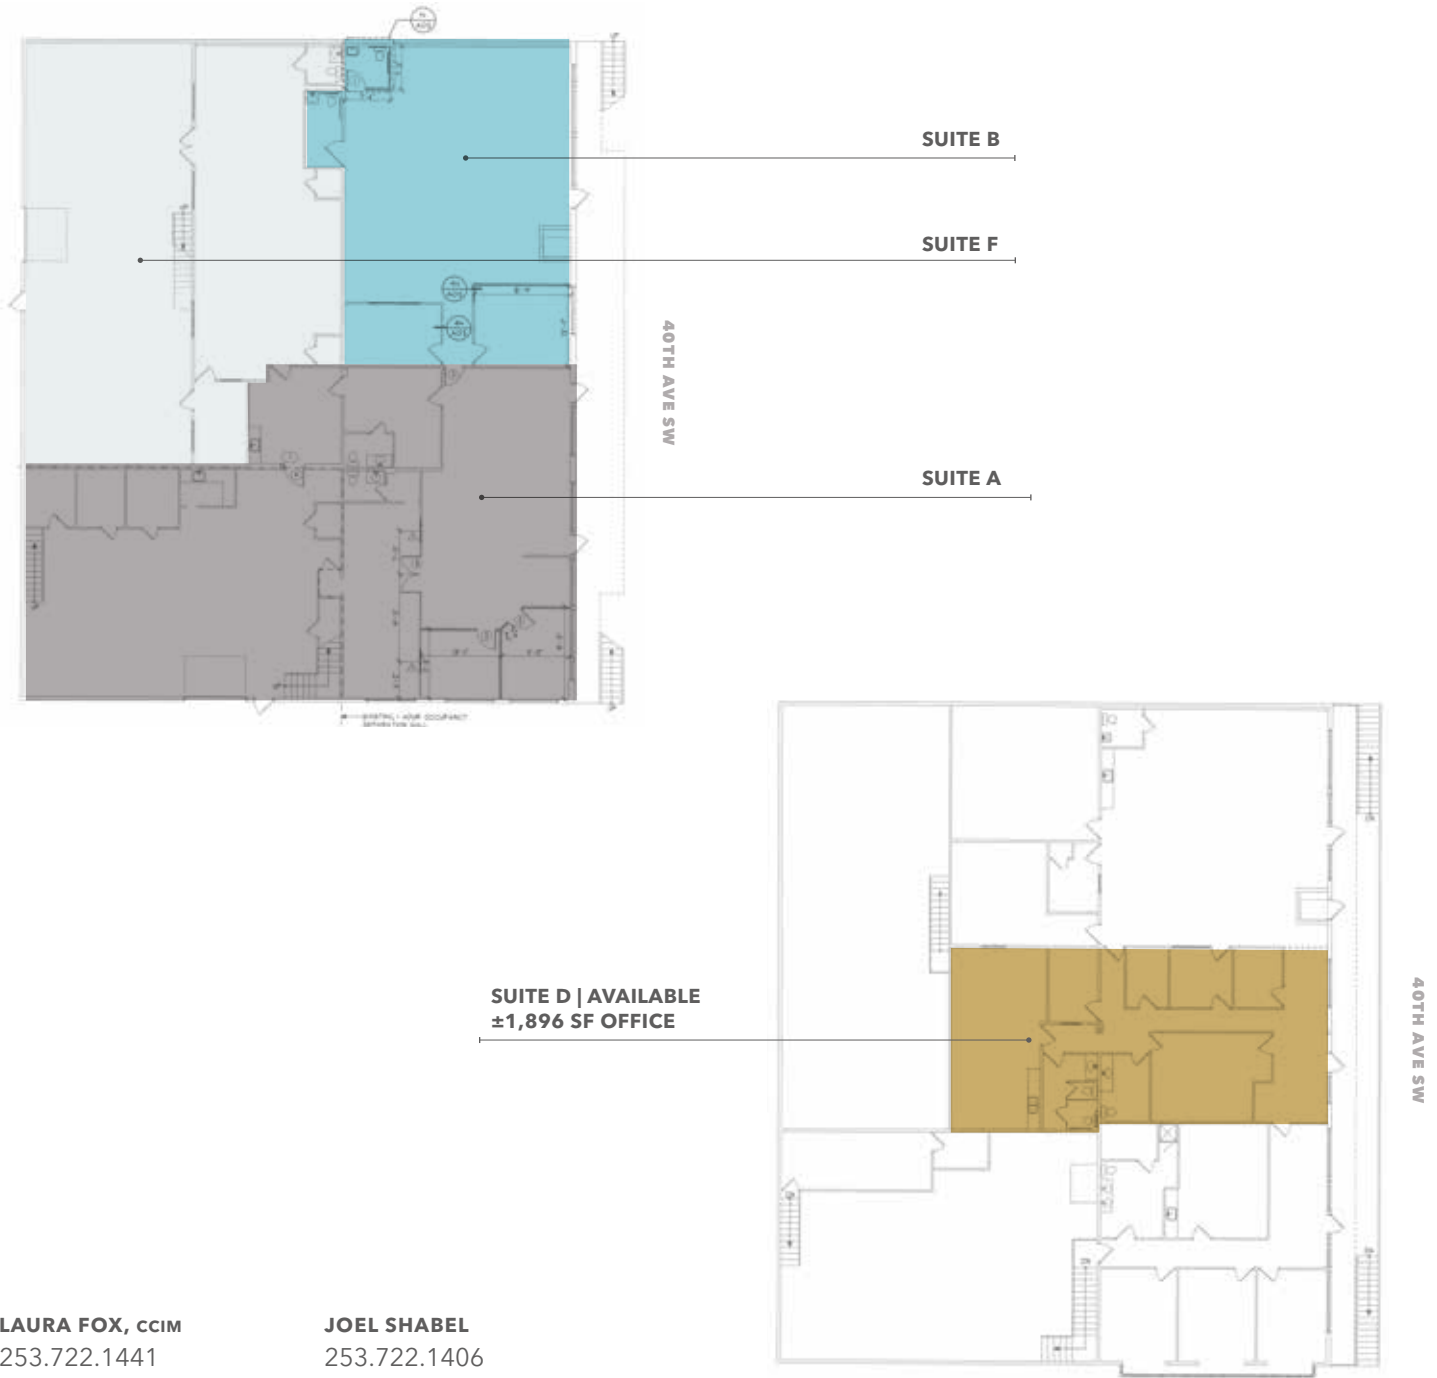 SUITE B
SUITE F
40TH AVE SW
SUITE A
SUITE D | AVAILABLE
±1,896 SF OFFICE
40TH AVE SW
LAURA FOX, CCIM
253.722.1441
JOEL SHABEL
253.722.1406